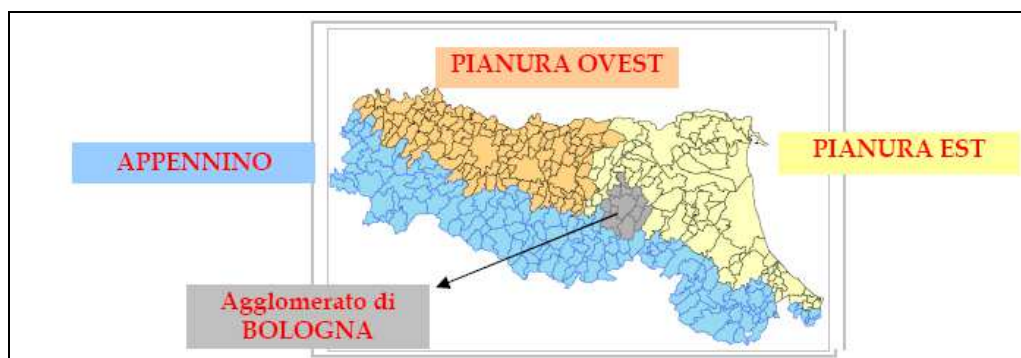 PIANURA OVEST
APPENNINO
PIANURA EST
Agglomerato di
BOLOGNA